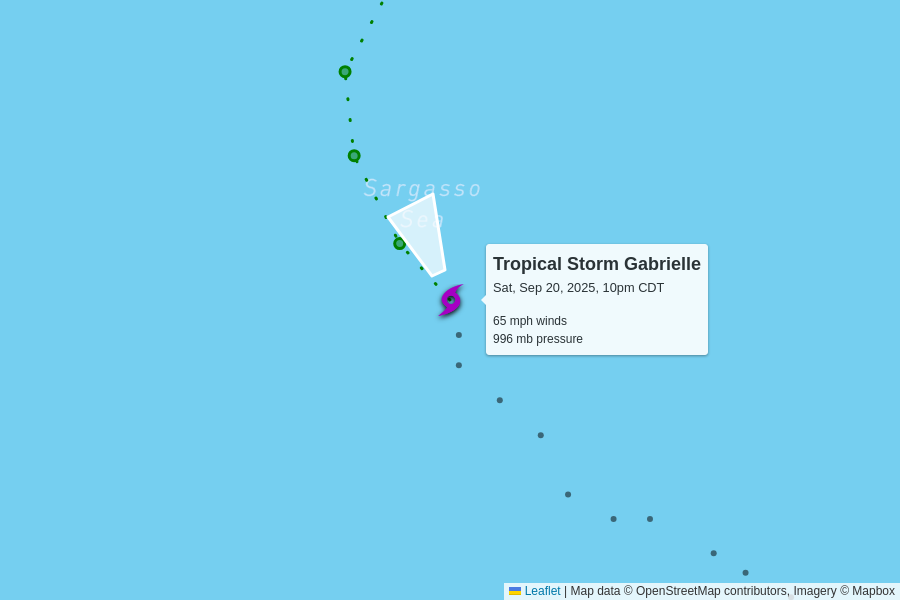 Sargasso
Sea
Tropical Storm Gabrielle
Sat, Sep 20, 2025, 10pm CDT
65 mph winds
996 mb pressure
Leaflet | Map data © OpenStreetMap contributors, Imagery © Mapbox